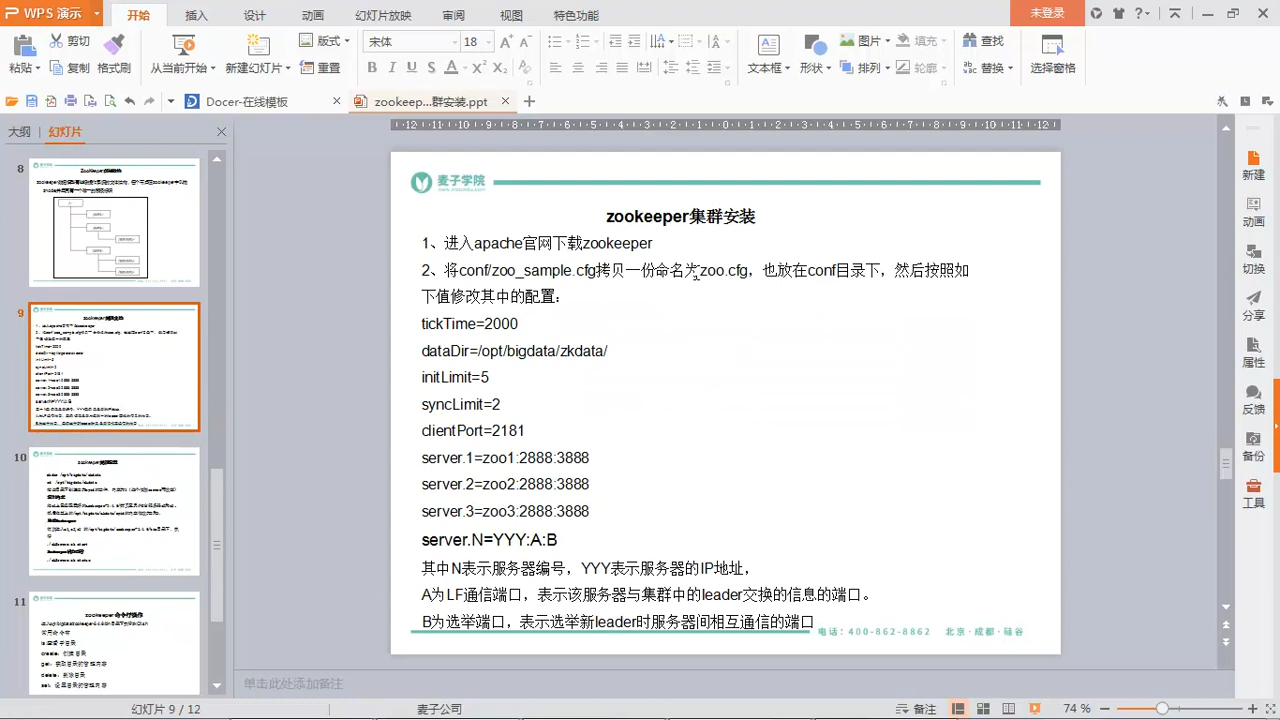 WPS 演示
开始
插入
设计
动画
幻灯片放映
审阅
视图
特色功能
未登录
剪切
粘贴
复制
格式刷
从当前开始
新建幻灯片
版式
重置
宋体
18
文本框
形状
图片
排列
填充
轮廓
查找
替换
选择窗格
Docer-在线模板
zookeep...群安装.ppt
大纲
幻灯片
8
9
10
11
麦子学院
zookeeper集群安装
1、进入apache官网下载zookeeper
2、将conf/zoo_sample.cfg拷贝一份命名为zoo.cfg，也放在conf目录下，然后按照如
下值修改其中的配置：
tickTime=2000
dataDir=/opt/bigdata/zkdata/
initLimit=5
syncLimit=2
clientPort=2181
server.1=zoo1:2888:3888
server.2=zoo2:2888:3888
server.3=zoo3:2888:3888
server.N=YYY:A:B
其中N表示服务器编号，YYY表示服务器的IP地址，
A为LF通信端口，表示该服务器与集群中的leader交换的信息的端口。
B为选举端口，表示选举新leader时服务器间相互通信的端口
电话：400-862-8862 北京·成都·硅谷
新建
动画
切换
分享
属性
反馈
备份
工具
单击此处添加备注
幻灯片 9 / 12
麦子公司
备注
74 %